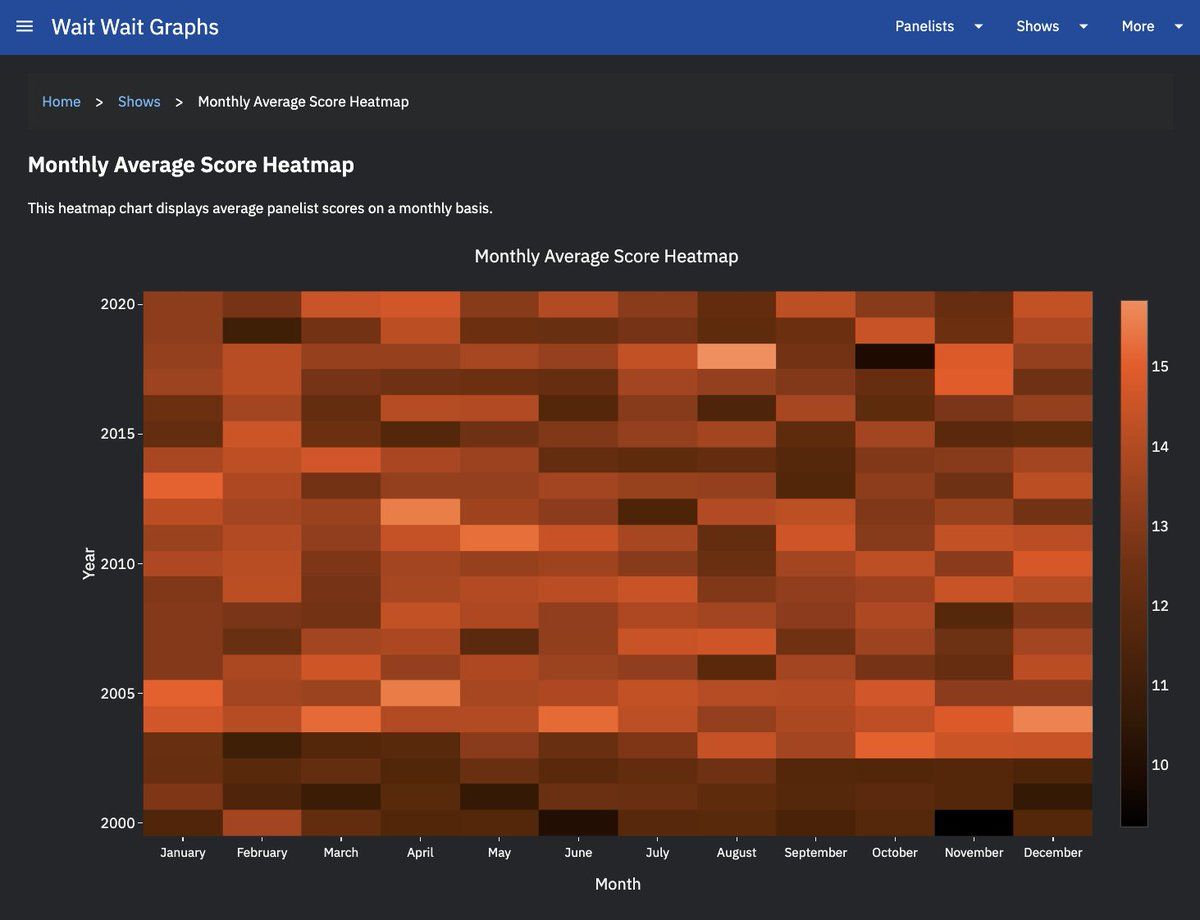 Wait Wait Graphs
Panelists Shows More
Home > Shows > Monthly Average Score Heatmap
Monthly Average Score Heatmap
This heatmap chart displays average panelist scores on a monthly basis.
Monthly Average Score Heatmap
2020
2015
2010
2005
2000
Year
January February March April May June July August September October November December
Month
15
14
13
12
11
10